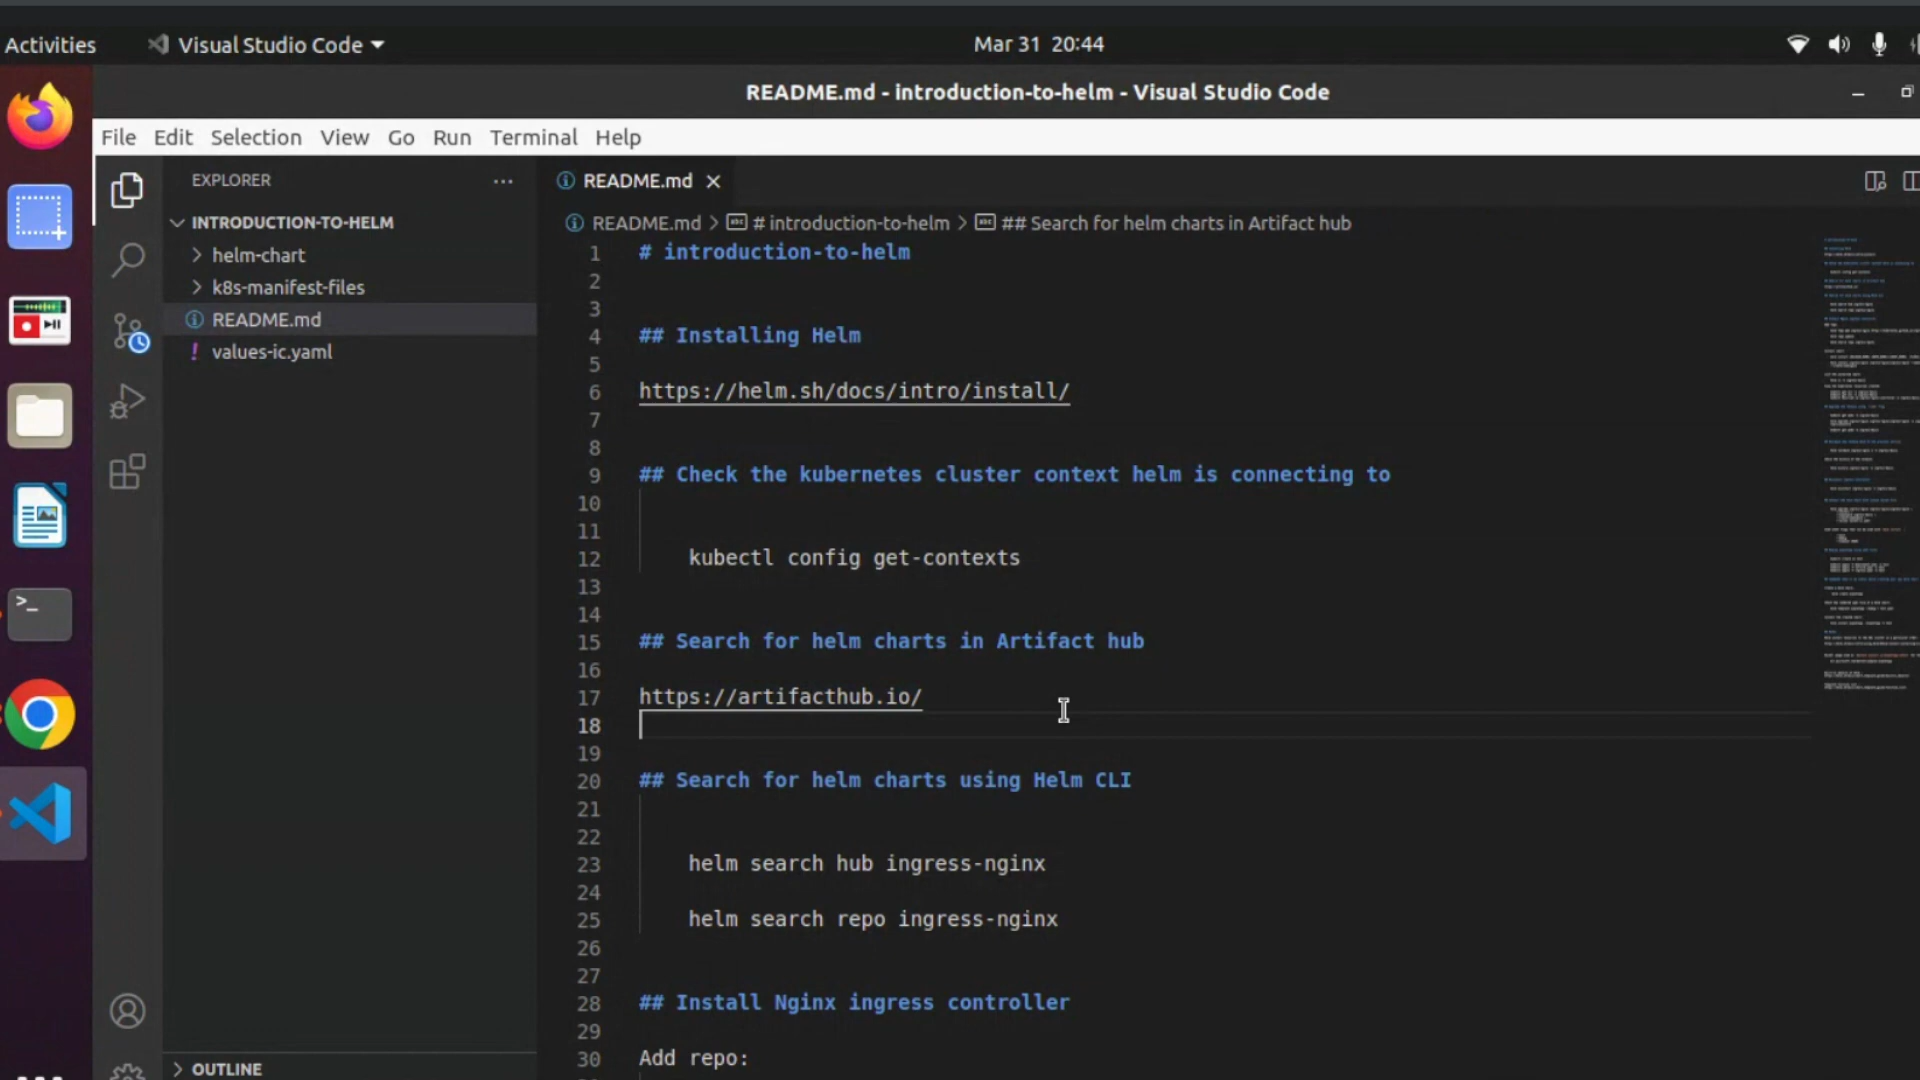 Activities Visual Studio Code Mar 31 20:44
README.md - introduction-to-helm - Visual Studio Code
File Edit Selection View Go Run Terminal Help
EXPLORER
INTRODUCTION-TO-HELM
helm-chart
k8s-manifest-files
README.md
values-ic.yaml
OUTLINE
README.md
README.md > # introduction-to-helm > ## Search for helm charts in Artifact hub
1 # introduction-to-helm
2
3
4 ## Installing Helm
5
6 https://helm.sh/docs/intro/install/
7
8
9 ## Check the kubernetes cluster context helm is connecting to
10
11
12 kubectl config get-contexts
13
14
15 ## Search for helm charts in Artifact hub
16
17 https://artifacthub.io/
18
19
20 ## Search for helm charts using Helm CLI
21
22
23 helm search hub ingress-nginx
24
25 helm search repo ingress-nginx
26
27
28 ## Install Nginx ingress controller
29
30 Add repo: